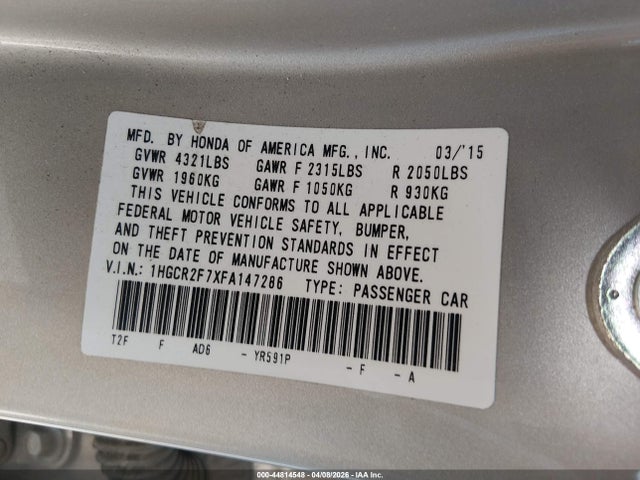 MFD. BY HONDA OF AMERICA MFG., INC. 03/'15
GVWR 4321LBS GAWR F 2315LBS R 2050LBS
GVWR 1960KG GAWR F 1050KG R 930KG
THIS VEHICLE CONFORMS TO ALL APPLICABLE
FEDERAL MOTOR VEHICLE SAFETY, BUMPER,
AND THEFT PREVENTION STANDARDS IN EFFECT
ON THE DATE OF MANUFACTURE SHOWN ABOVE.
V.I.N.: 1HGCR2F7XFA147286 TYPE: PASSENGER CAR
T2F F AD6 - YR591P - F - A
000-44814548 - 04/08/2026 - IAA Inc.